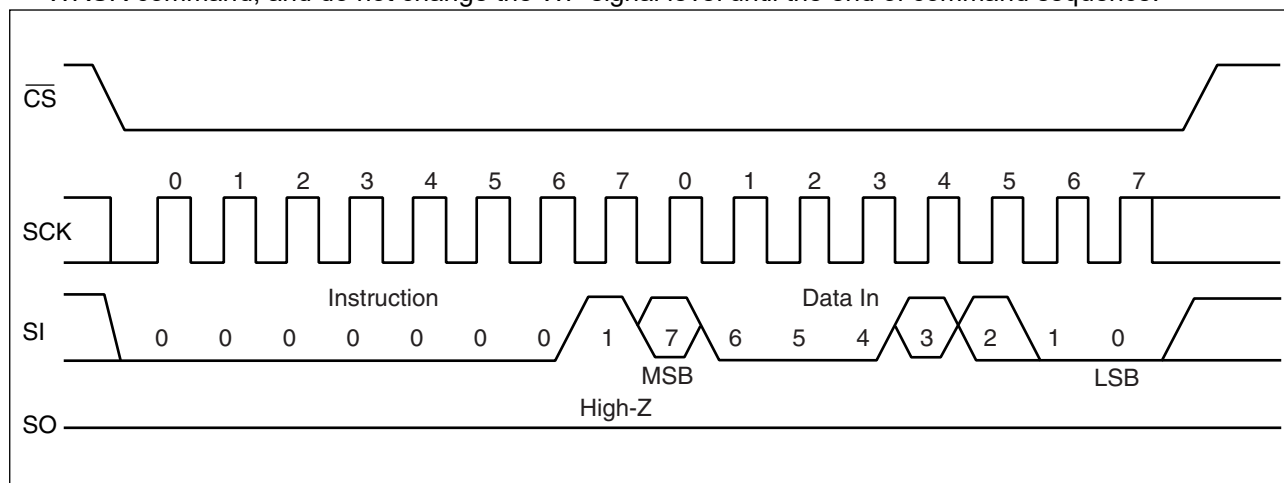 CS
0 1 2 3 4 5 6 7 0 1 2 3 4 5 6 7
SCK
Instruction Data In
SI 0 0 0 0 0 0 0 1 7 6 5 4 3 2 1 0
MSB LSB
High-Z
SO